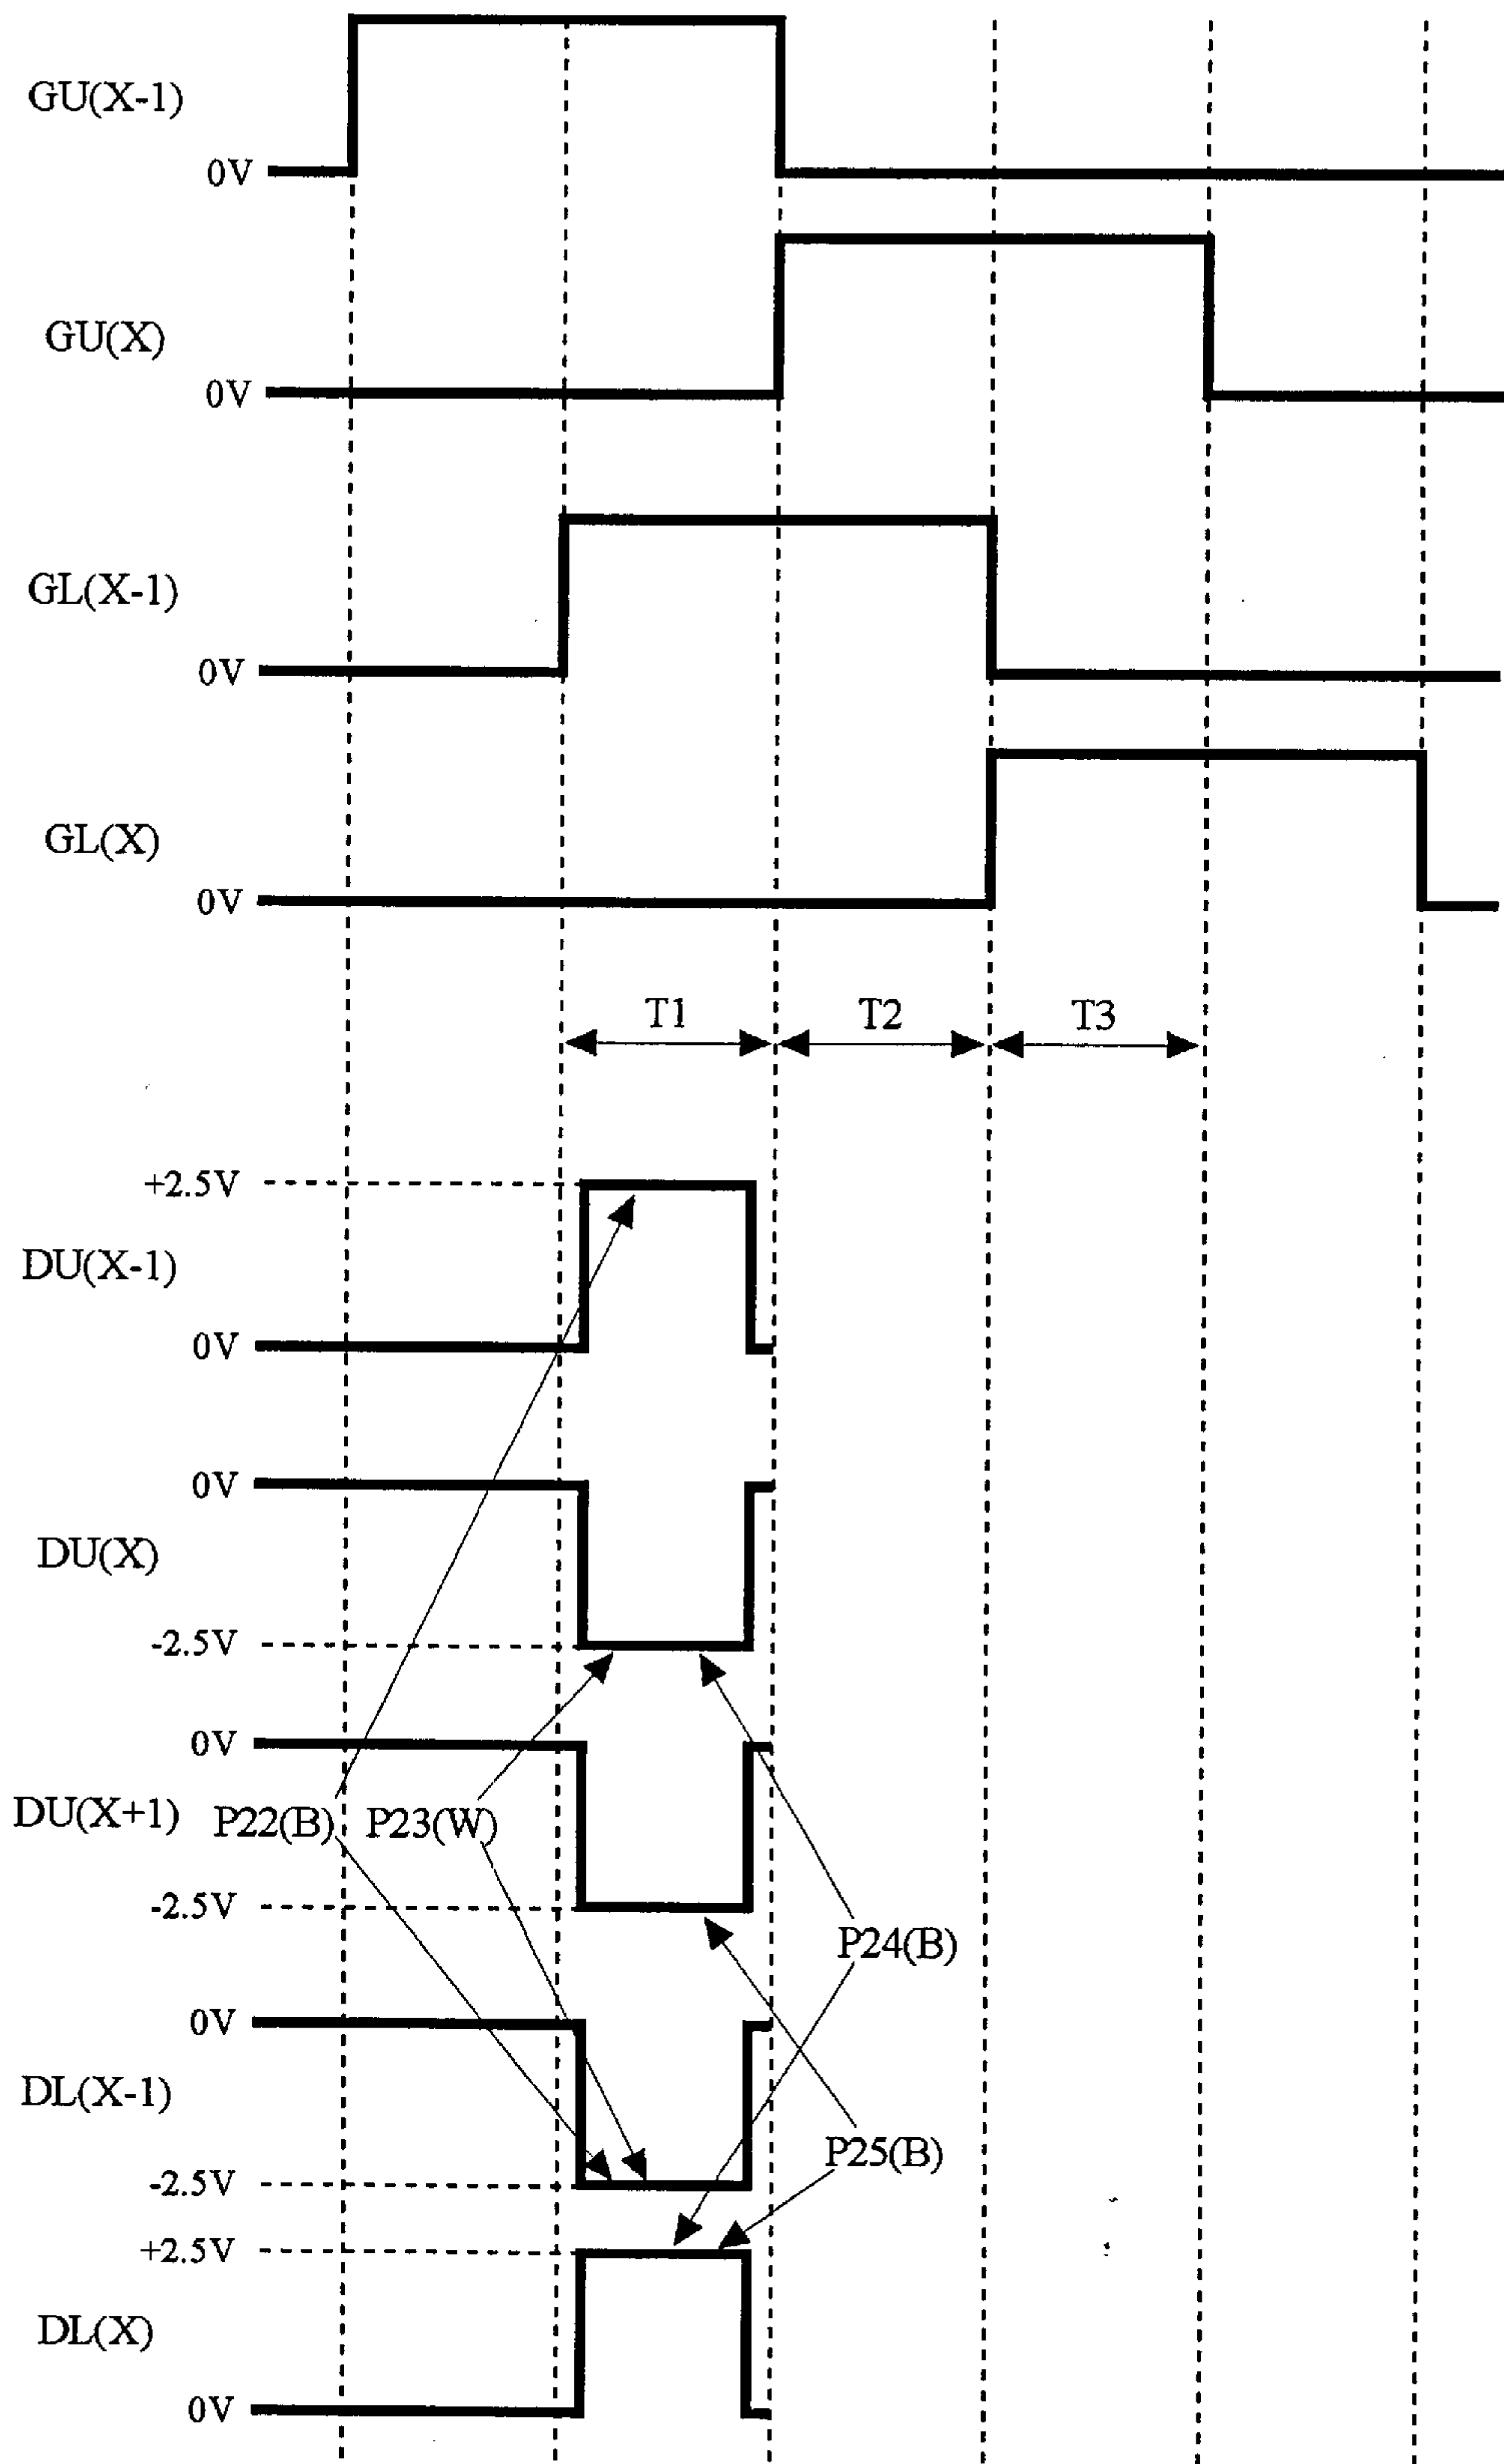 GU(X-1)
0V
GU(X)
0V
GL(X-1)
0V
GL(X)
0V
T1 T2 T3
+2.5V
DU(X-1)
0V
0V
DU(X)
-2.5V
0V
DU(X+1) P22(B) P23(W)
-2.5V
P24(B)
0V
DL(X-1)
P25(B)
-2.5V
+2.5V
DL(X)
0V